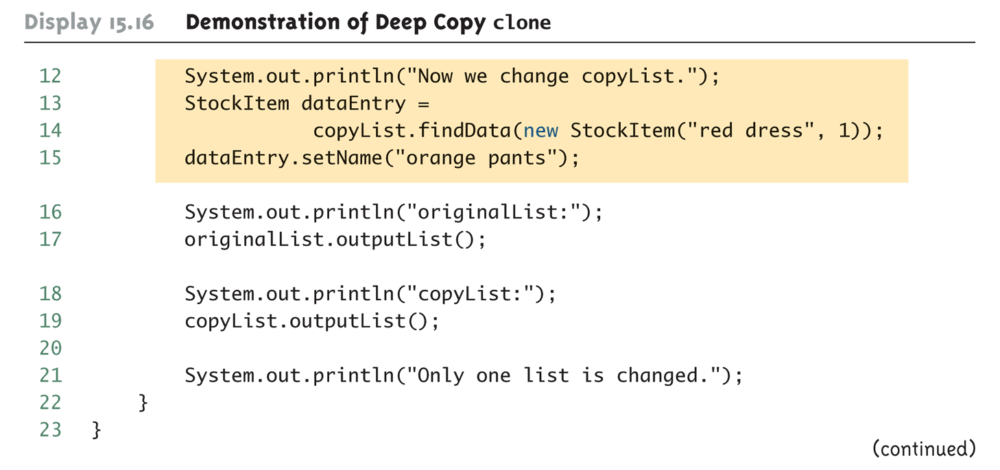 Display 15.16 Demonstration of Deep Copy clone
12 System.out.println("Now we change copyList.");
13 StockItem dataEntry =
14 copyList.findData(new StockItem("red dress", 1));
15 dataEntry.setName("orange pants");
16 System.out.println("originalList:");
17 originalList.outputList();
18 System.out.println("copyList:");
19 copyList.outputList();
20
21 System.out.println("Only one list is changed.");
22 }
23 }
(continued)